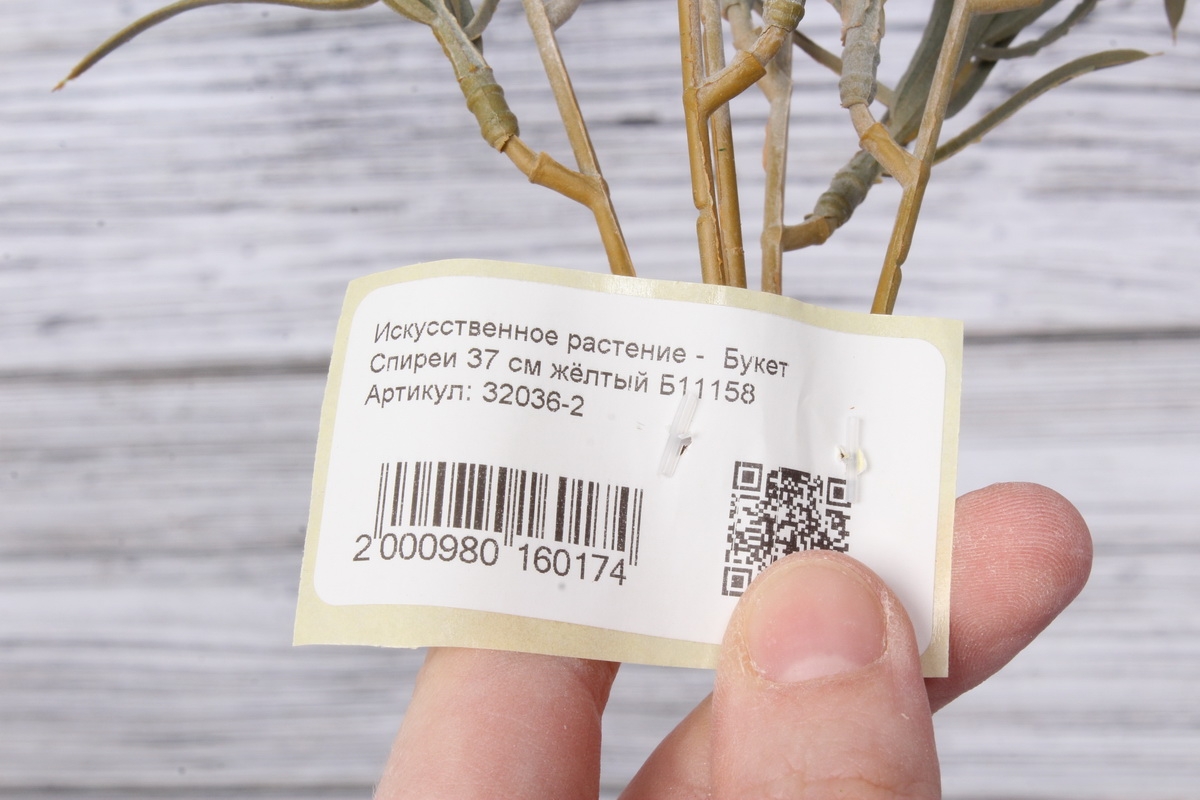 Искусственное растение - Букет
Спиреи 37 см жёлтый Б11158
Артикул: 32036-2
2 000980 160174